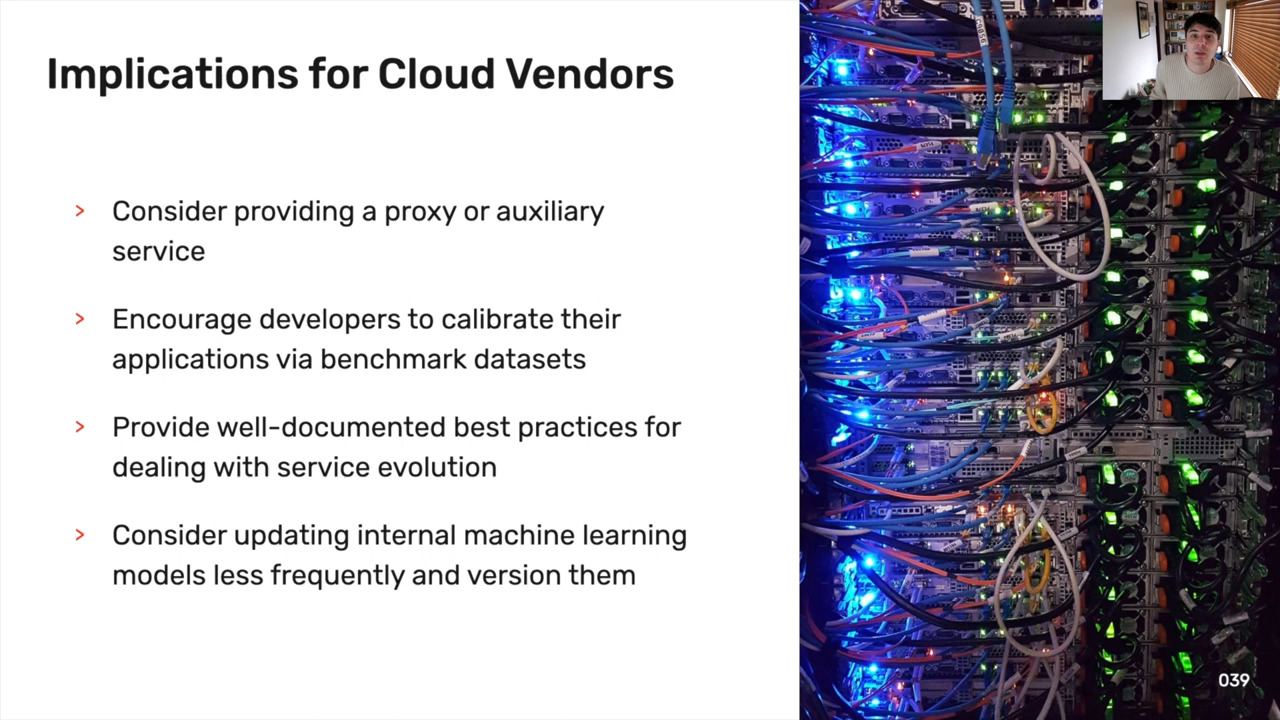 Implications for Cloud Vendors
> Consider providing a proxy or auxiliary
service
> Encourage developers to calibrate their
applications via benchmark datasets
> Provide well-documented best practices for
dealing with service evolution
> Consider updating internal machine learning
models less frequently and version them
039